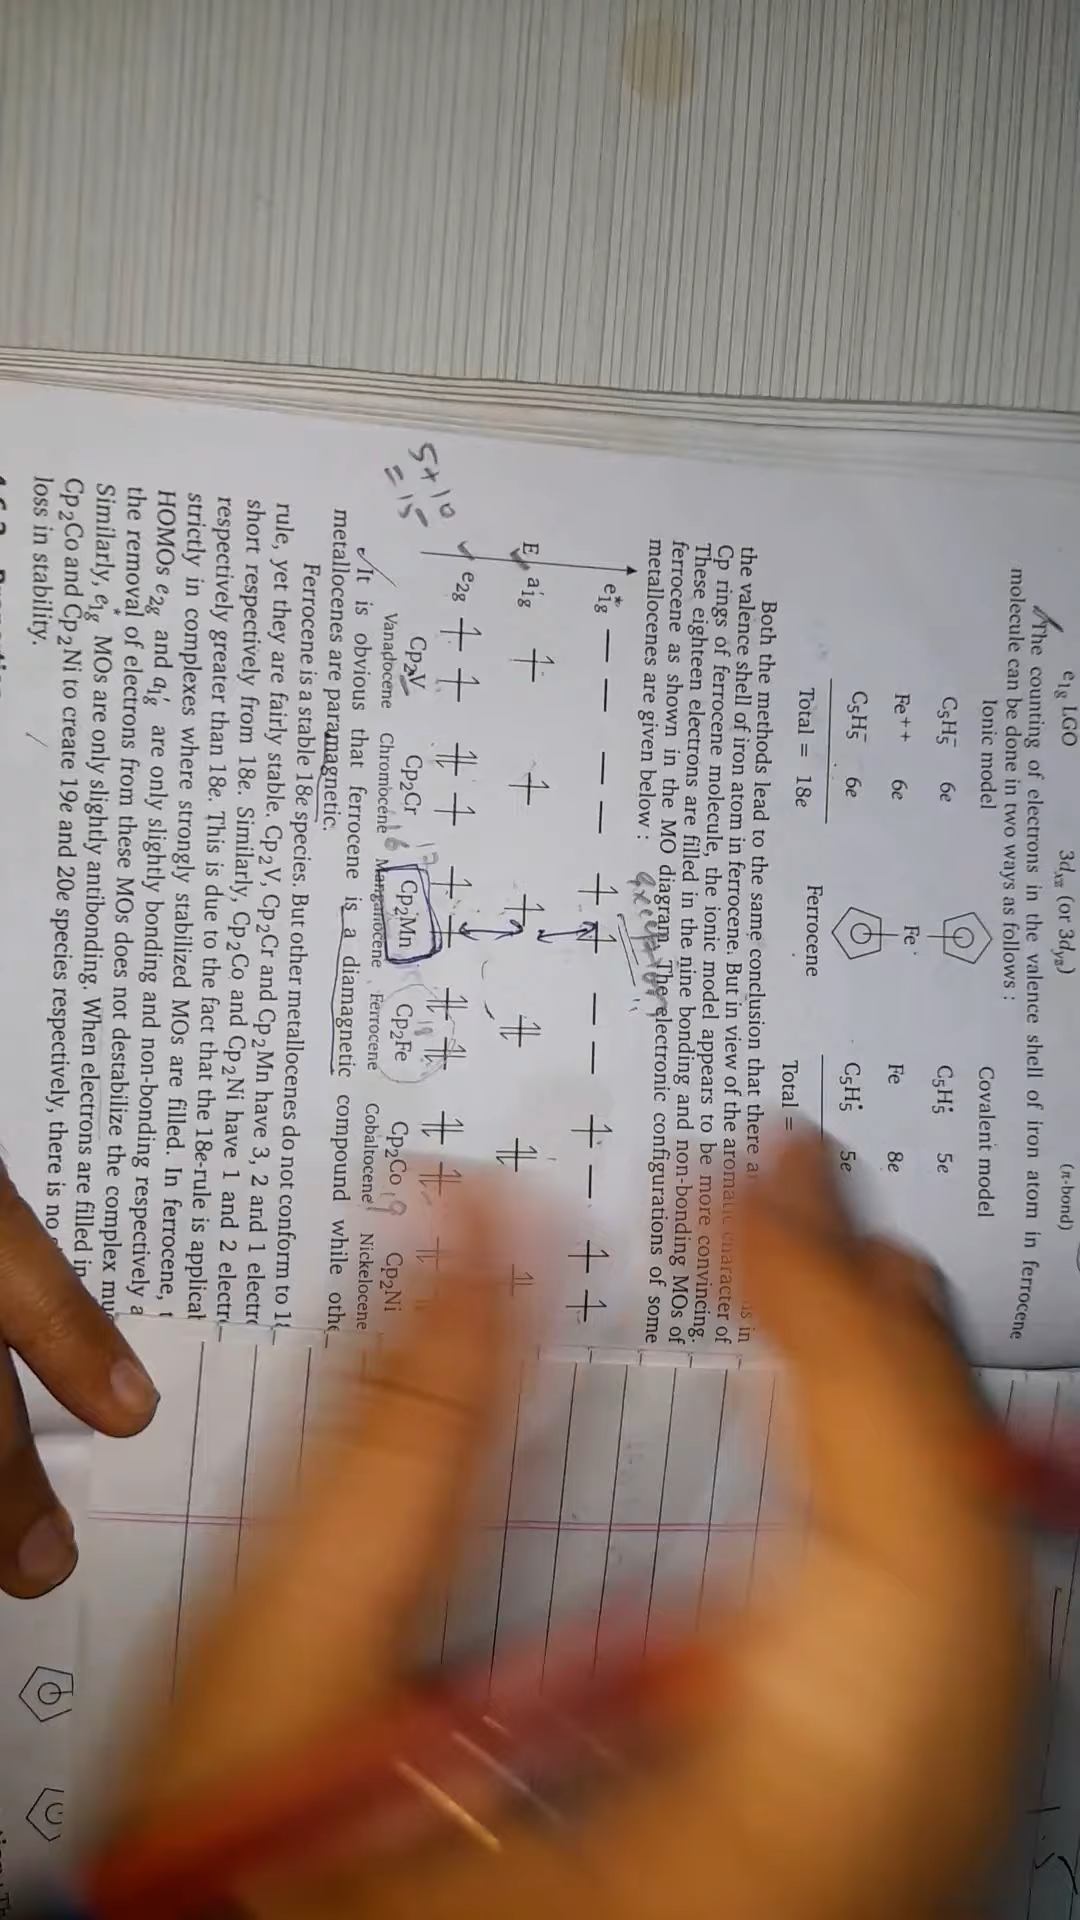 e1g LGO 3dxz (or 3dyz) (π-bond)
The counting of electrons in the valence shell of iron atom in ferrocene
molecule can be done in two ways as follows :
Ionic model Covalent model
C5H5− 6e C5H5• 5e
Fe++ 6e Fe Fe 8e
C5H5− 6e C5H5• 5e
Total = 18e Ferrocene Total =
Both the methods lead to the same conclusion that there
the valence shell of iron atom in ferrocene. But in view of the aromatic character of
Cp rings of ferrocene molecule, the ionic model appears to be more convincing.
These eighteen electrons are filled in the nine bonding and non-bonding MOs of
ferrocene as shown in the MO diagram. The electronic configurations of some
metallocenes are given below :
e*1g
E a′1g
e2g
5+10
= 15
Cp2V Cp2Cr Cp2Mn Cp2Fe Cp2Co Cp2Ni
16 17 18 19
Vanadocene Chromocene Manganocene Ferrocene Cobaltocene Nickelocene
It is obvious that ferrocene is a diamagnetic compound while
metallocenes are paramagnetic.
Ferrocene is a stable 18e species. But other metallocenes do not conform to
rule, yet they are fairly stable. Cp2V, Cp2Cr and Cp2Mn have 3, 2 and 1
short respectively from 18e. Similarly, Cp2Co and Cp2Ni have 1 and 2
respectively greater than 18e. This is due to the fact that the 18e-rule is
strictly in complexes where strongly stabilized MOs are filled. In ferrocene,
HOMOs e2g and a′1g are only slightly bonding and non-bonding respectively
the removal of electrons from these MOs does not destabilize the complex
Similarly, e*1g MOs are only slightly antibonding. When electrons are filled in
Cp2Co and Cp2Ni to create 19e and 20e species respectively, there is no
loss in stability.